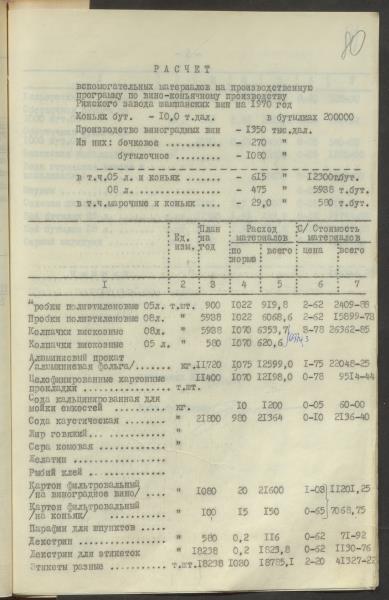 80
РАСЧЕТ
вспомогательных материалов на производственную
программу по вино-коньячному производству
Рижского завода шампанских вин на 1970 год
Коньяк бут. - 10,0 т.дал. в бутылках 200000
Производство виноградных вин - 1350 тыс.дал.
Из них: бочковое ........... - 270 "
бутылочное ........... - 1080 "
в т.ч.05 л. и коньяк ....... - 615 12300т.бут.
08 л. .............. - 475 5938 т.бут.
в т.ч.марочные и коньяк .... - 29,0 " 580 т.бут.
Ед. изм. План на год Расход материалов С/ Стоимость материалов
по норме всего всего
1 2 3 4 5 6 7
Пробки полиэтиленовые 05л. т.шт. 900 1022 919,8 2-62 2409-88
Пробки полиэтиленовые 08л. " 5938 1022 6068,6 2-62 15899-73
Колпачки вискозные 08л. " 5938 1070 6353,7 3-78 26362-85
Колпачки вискозные 05 л. " 580 1070 620,6
Алюминиевый прокат
/алюминиевая фольга/....... кг. 11720 1075 12599,0 1-75 22048-25
Целофинированные картонные
прокладки ................. т.шт. 11400 1070 12198,0 0-78 9514-44
Сода кальцинированная для
мойки емкостей .......... кг. 10 1200 0-05 60-00
Сода каустическая ........ " 21800 980 21364 0-10 2136-40
Жир говяжий... ........... "
Сера комовая ............. "
Желатин ..................
Рыбий клей ...............
Картон фильтровальный
/на виноградное вино/ .... " 1080 20 21600 1-03 11201,25
Картон фильтровальный
/на коньяк/ ........ " 100 15 150 0-65 7068,75
Парафин для шпунтов .....
Декстрин ................. " 580 0,2 116 0-62 71-92
Декстрин для этикеток " 18238 0,2 1823,8 0-62 1130-76
Этикеты разные ........... т.шт. 18238 1030 18785,1 2-20 41327-22